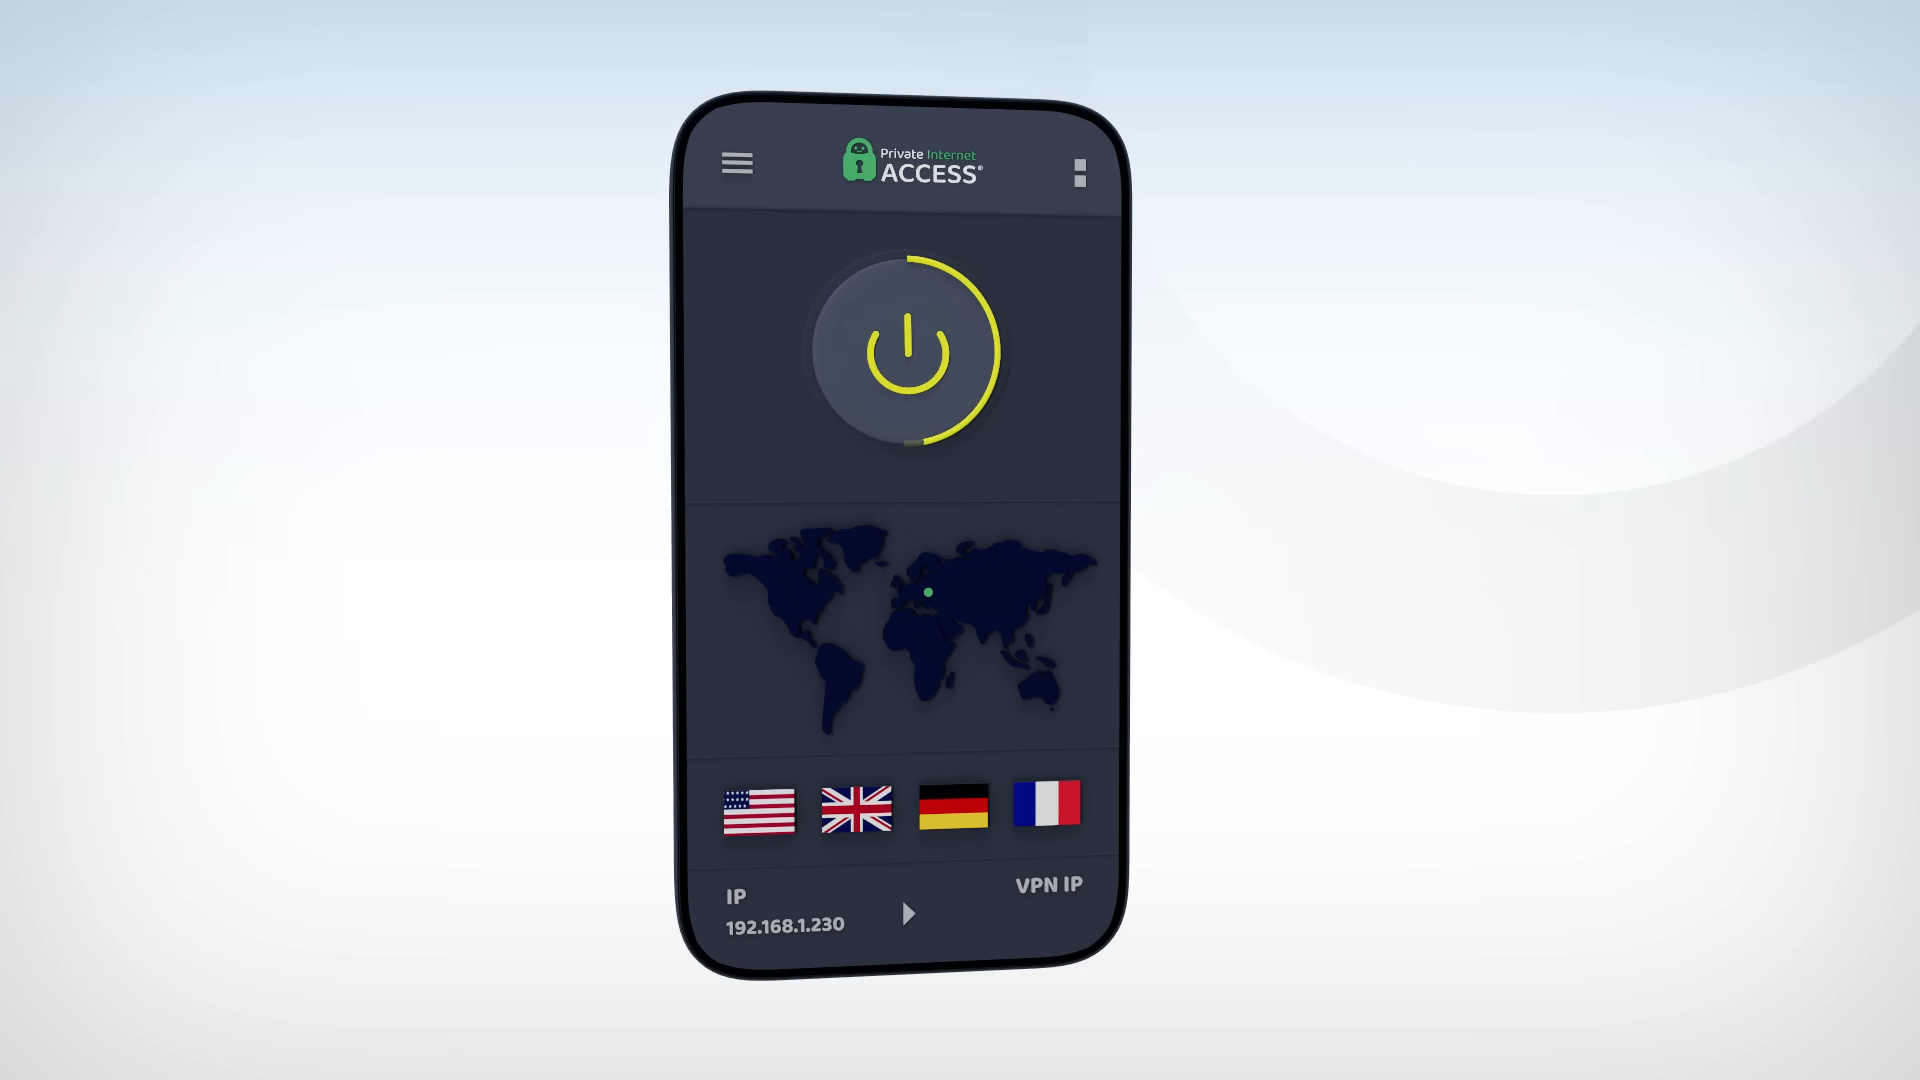 Private Internet
ACCESS®
IP
VPN IP
192.168.1.230